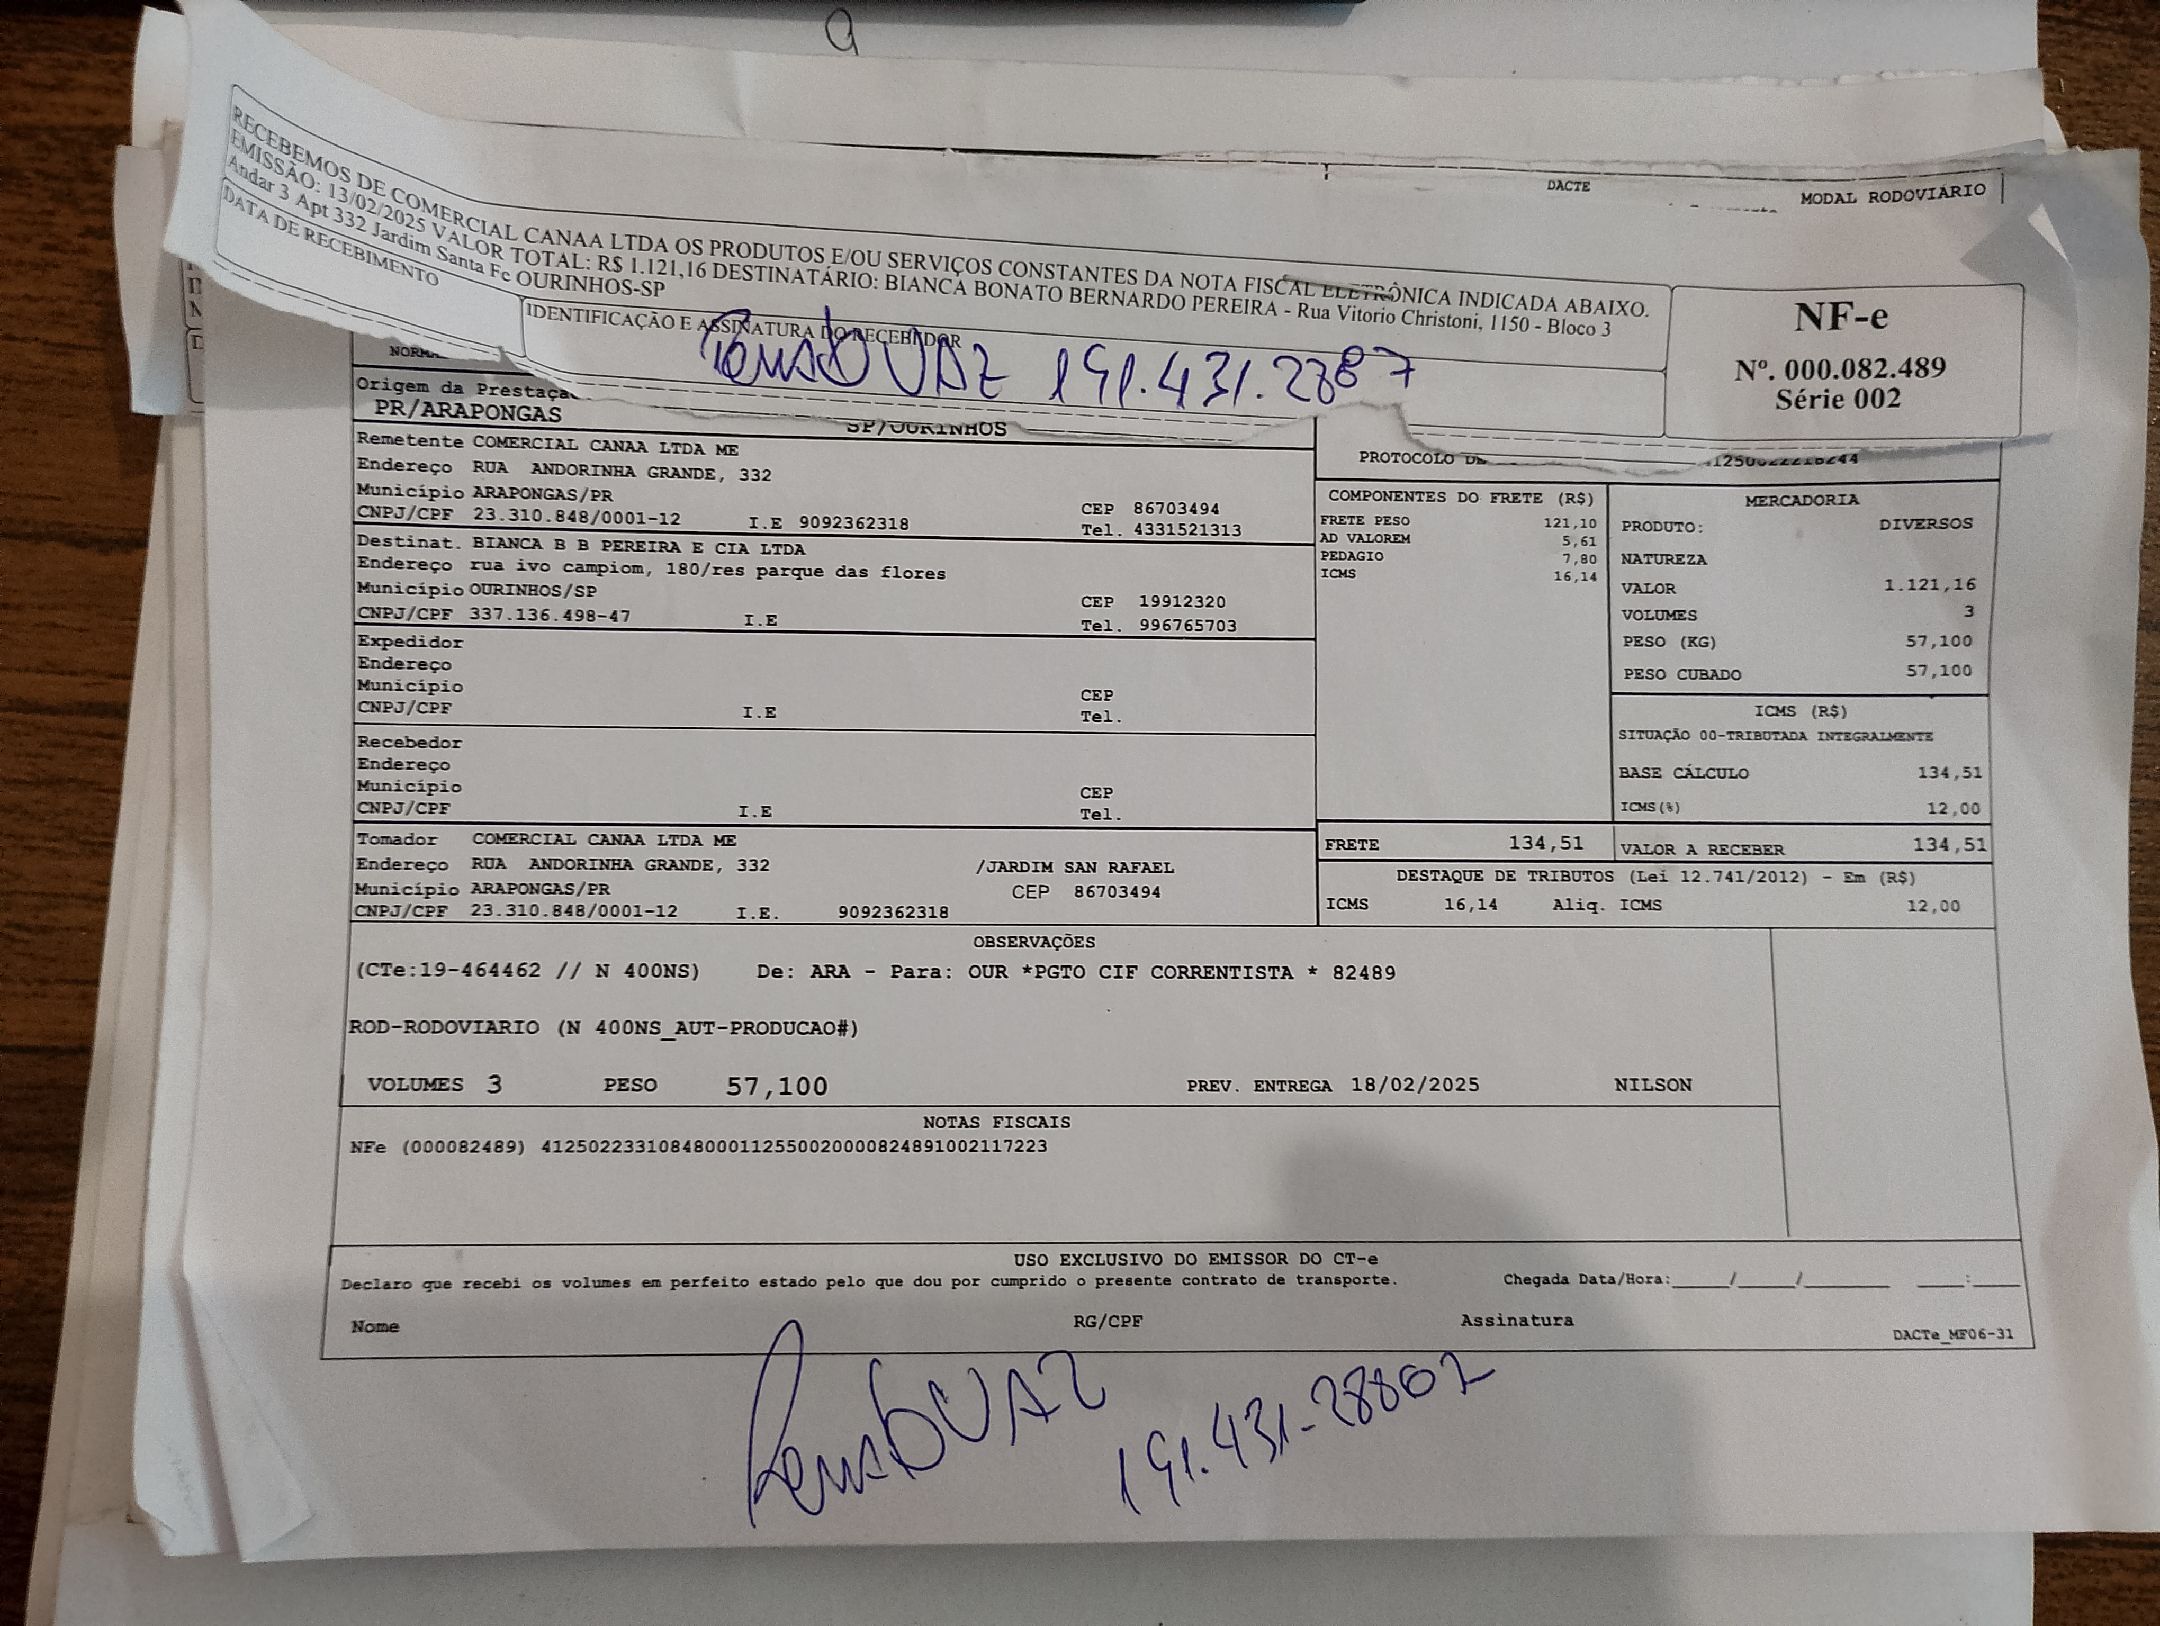 DACTE
MODAL RODOVIÁRIO
RECEBEMOS DE COMERCIAL CANAA LTDA OS PRODUTOS E/OU SERVIÇOS CONSTANTES DA NOTA FISCAL ELETRÔNICA INDICADA ABAIXO.
EMISSÃO: 13/02/2025 VALOR TOTAL: R$ 1.121,16 DESTINATÁRIO: BIANCA BONATO BERNARDO PEREIRA - Rua Vitorio Christoni, 1150 - Bloco 3
Andar 3 Apt 332 Jardim Santa Fe OURINHOS-SP
DATA DE RECEBIMENTO
IDENTIFICAÇÃO E ASSINATURA DO RECEBEDOR
VAZ 191.431.2887
NF-e
Nº. 000.082.489
Série 002
Origem da
PR/ARAPONGAS
SP/OURINHOS
PROTOCOLO
Remetente COMERCIAL CANAA LTDA ME
Endereço RUA ANDORINHA GRANDE, 332
Município ARAPONGAS/PR
CEP 86703494
CNPJ/CPF 23.310.848/0001-12 I.E 9092362318
Tel. 4331521313
Destinat. BIANCA B B PEREIRA E CIA LTDA
Endereço rua ivo campiom, 180/res parque das flores
Município OURINHOS/SP
CEP 19912320
CNPJ/CPF 337.136.498-47 I.E
Tel. 996765703
Expedidor
Endereço
Município
CEP
CNPJ/CPF I.E
Tel.
Recebedor
Endereço
Município
CEP
CNPJ/CPF I.E
Tel.
Tomador COMERCIAL CANAA LTDA ME
Endereço RUA ANDORINHA GRANDE, 332 /JARDIM SAN RAFAEL
Município ARAPONGAS/PR CEP 86703494
CNPJ/CPF 23.310.848/0001-12 I.E. 9092362318
COMPONENTES DO FRETE (R$)
FRETE PESO 121,10
AD VALOREM 5,61
PEDAGIO 7,80
ICMS 16,14
MERCADORIA
PRODUTO: DIVERSOS
NATUREZA
VALOR 1.121,16
VOLUMES 3
PESO (KG) 57,100
PESO CUBADO 57,100
ICMS (R$)
SITUAÇÃO 00-TRIBUTADA INTEGRALMENTE
BASE CÁLCULO 134,51
ICMS(%) 12,00
FRETE 134,51
VALOR A RECEBER 134,51
DESTAQUE DE TRIBUTOS (Lei 12.741/2012) - Em (R$)
ICMS 16,14 Aliq. ICMS 12,00
OBSERVAÇÕES
(CTe:19-464462 // N 400NS) De: ARA - Para: OUR *PGTO CIF CORRENTISTA * 82489
ROD-RODOVIARIO (N 400NS_AUT-PRODUCAO#)
VOLUMES 3 PESO 57,100 PREV. ENTREGA 18/02/2025 NILSON
NOTAS FISCAIS
NFe (000082489) 41250223310848000112550020000824891002117223
USO EXCLUSIVO DO EMISSOR DO CT-e
Declaro que recebi os volumes em perfeito estado pelo que dou por cumprido o presente contrato de transporte. Chegada Data/Hora:____/____/______ ___:___
Nome RG/CPF Assinatura
DACTe_MF06-31
VAZ